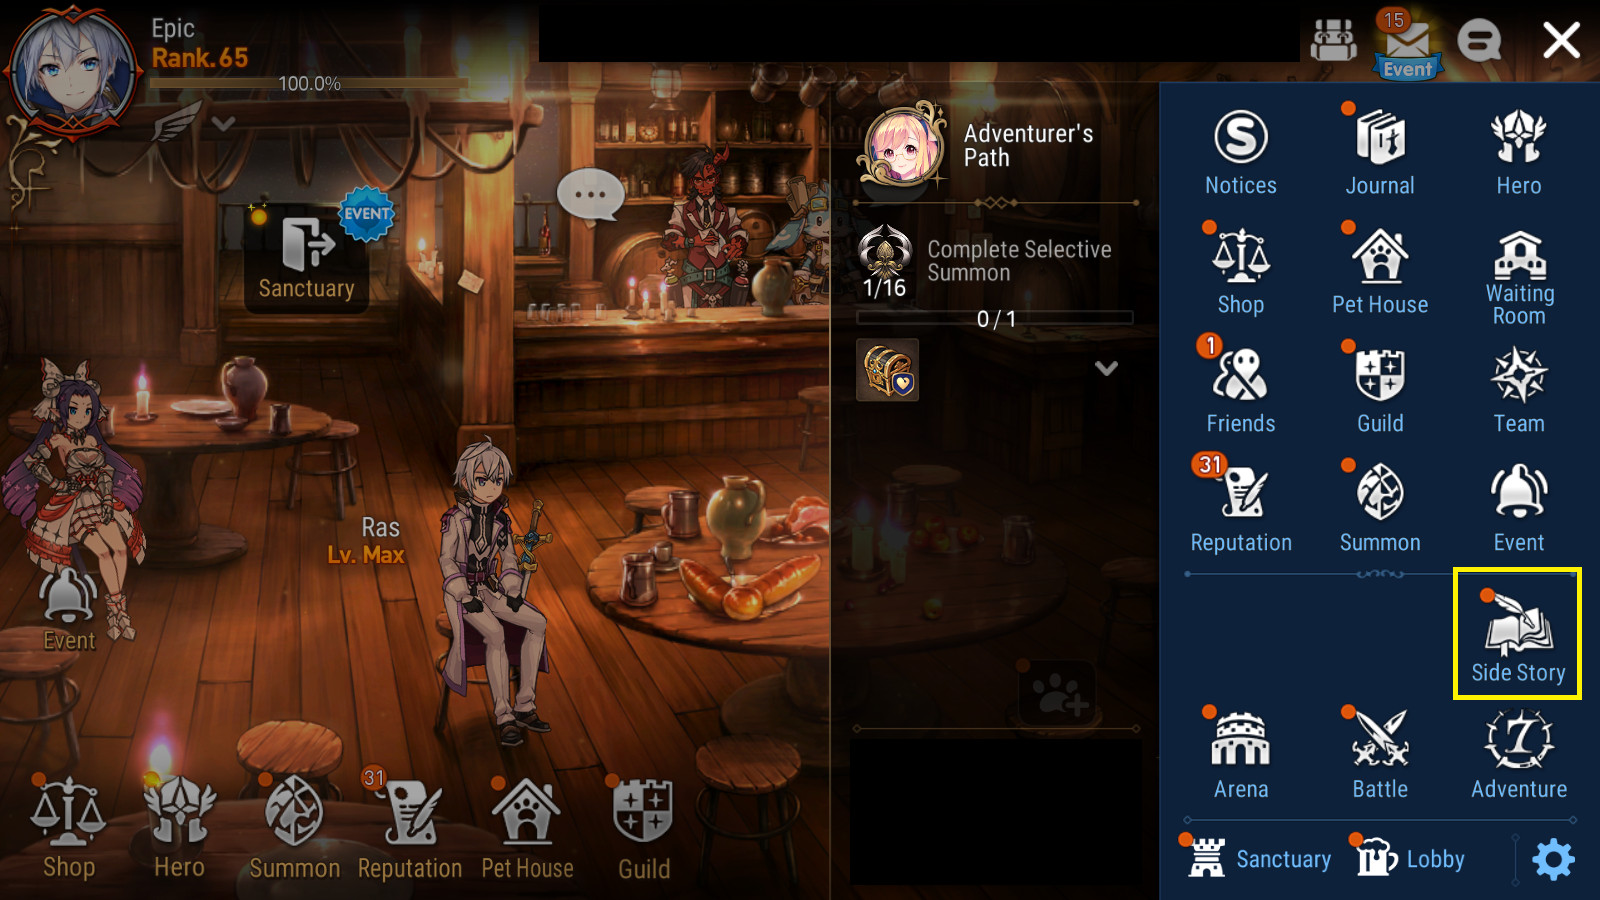 Epic
Rank.65
100.0%
15
Event
EVENT
Sanctuary
Adventurer's
Path
Complete Selective
Summon
1/16
0 / 1
Ras
Lv. Max
Event
31
Shop
Hero
Summon
Reputation
Pet House
Guild
S
Notices
Journal
Hero
Shop
Pet House
Waiting
Room
1
Friends
Guild
Team
31
Reputation
Summon
Event
Side Story
7
Arena
Battle
Adventure
Sanctuary
Lobby